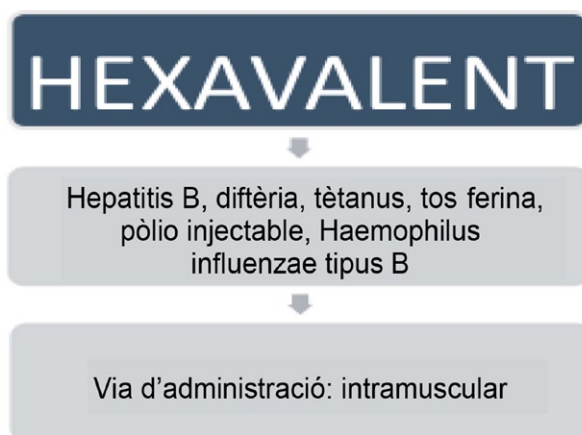 HEXAVALENT
Hepatitis B, diftèria, tètanus, tos ferina,
pòlio injectable, Haemophilus
influenzae tipus B
Via d’administració: intramuscular